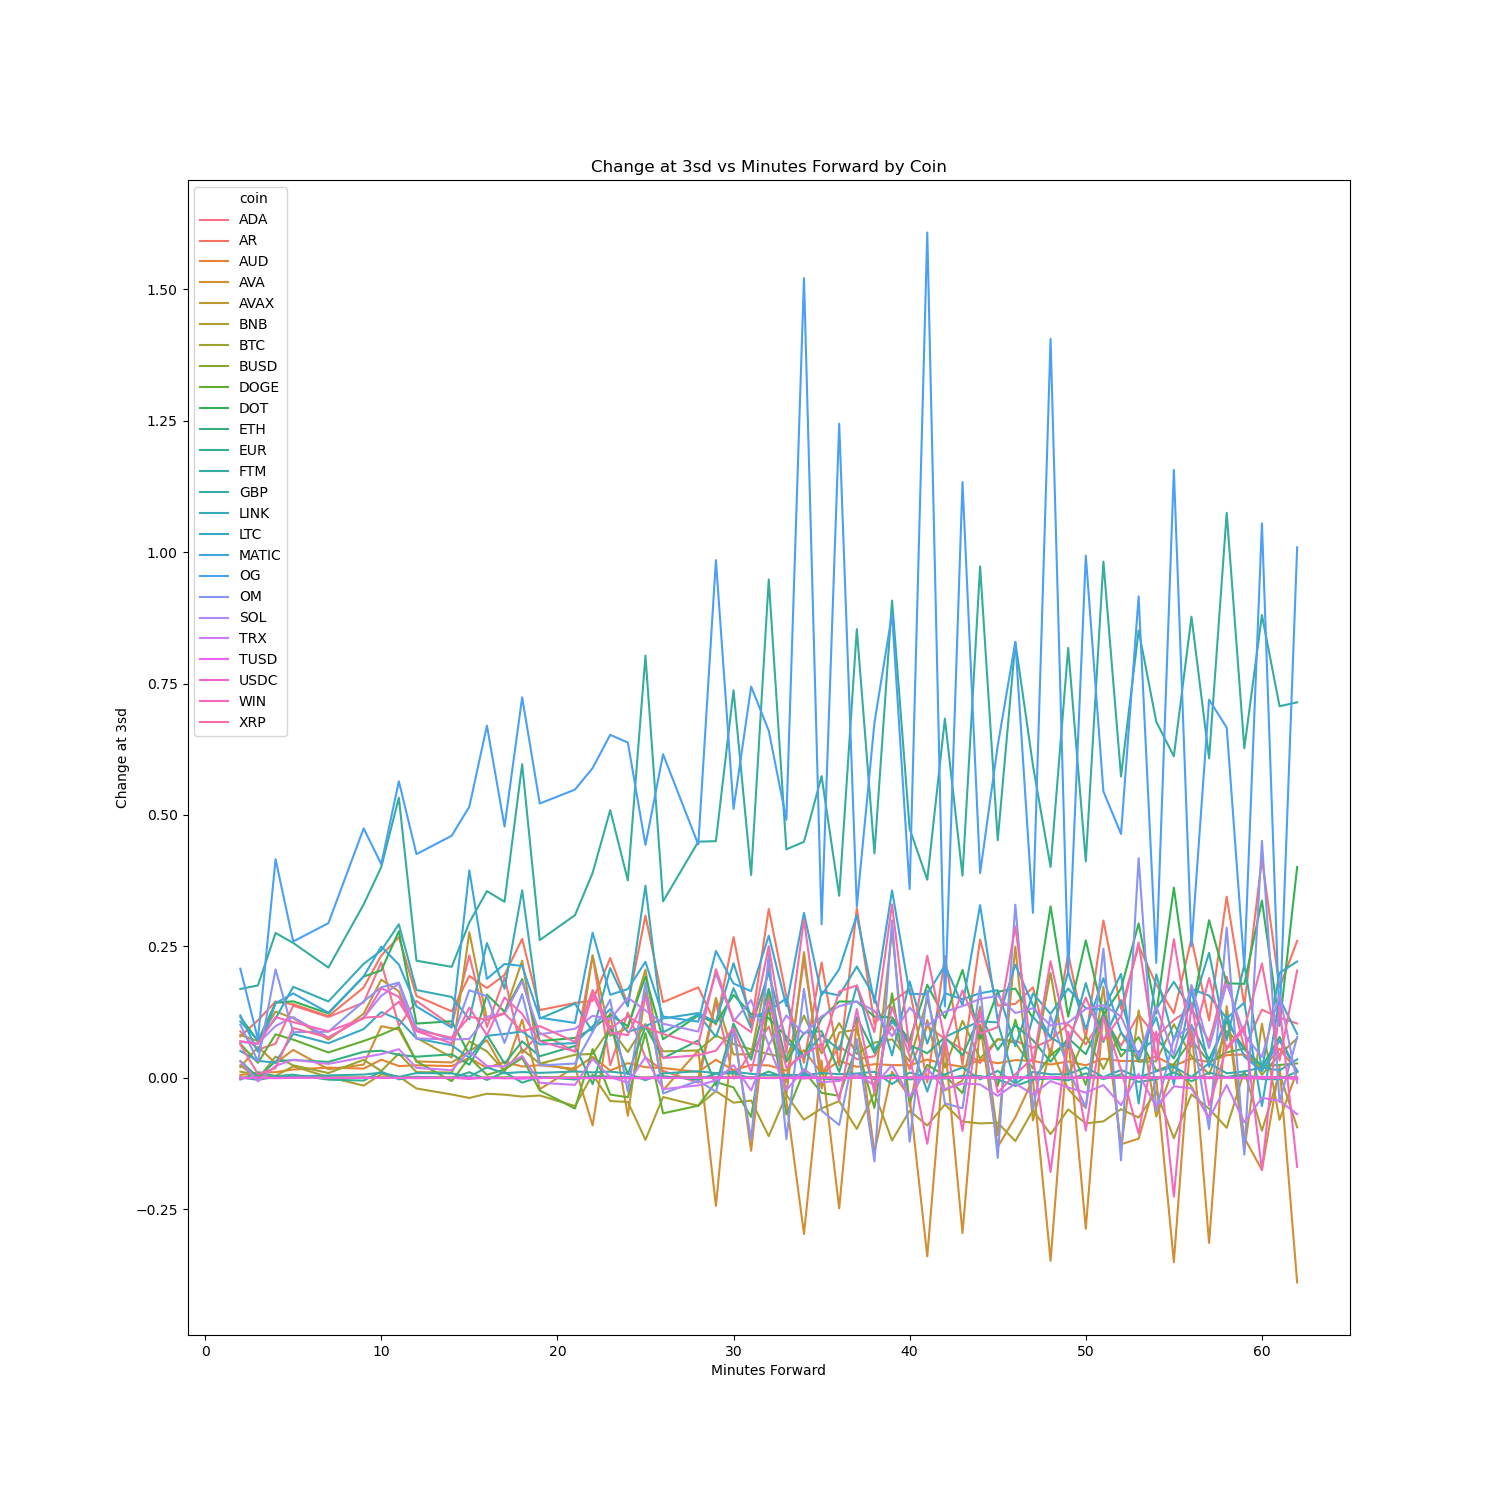 Change at 3sd vs Minutes Forward by Coin
coin
ADA
AR
AUD
AVA
AVAX
BNB
BTC
BUSD
DOGE
DOT
ETH
EUR
FTM
GBP
LINK
LTC
MATIC
OG
OM
SOL
TRX
TUSD
USDC
WIN
XRP
1.50
1.25
1.00
0.75
0.50
0.25
0.00
−0.25
Change at 3sd
0 10 20 30 40 50 60
Minutes Forward